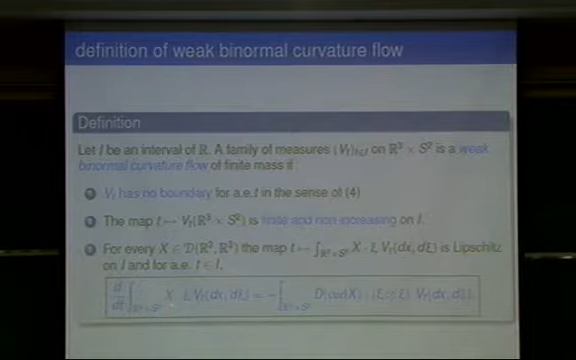 definition of weak binormal curvature flow
Definition
Let I be an interval of ℝ. A family of measures (V_t)_{t∈I} on ℝ³ × S² is a weak
binormal curvature flow of finite mass if
V_t has no boundary for a.e. t in the sense of (4)
The map t ↦ V_t(ℝ³ × S²) is finite and non-increasing on I.
For every X ∈ D(ℝ³, ℝ³) the map t ↦ ∫_{ℝ³×S²} X · ξ V_t(dx, dξ) is Lipschitz
on I and for a.e. t ∈ I,
d/dt ∫_{ℝ³×S²} X · ξ V_t(dx, dξ) = − ∫_{ℝ³×S²} D(curl X) : (ξ ⊗ ξ) V_t(dx, dξ).